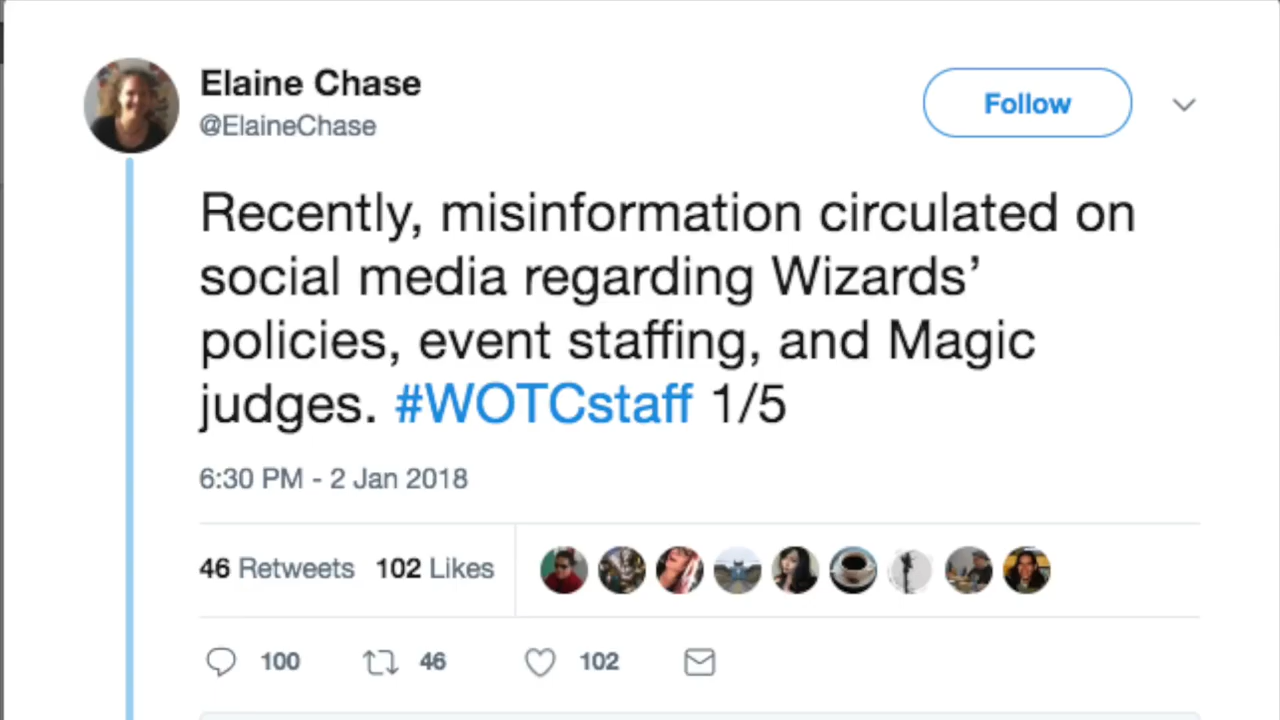 Elaine Chase
@ElaineChase
Follow
Recently, misinformation circulated on
social media regarding Wizards’
policies, event staffing, and Magic
judges. #WOTCstaff 1/5
6:30 PM - 2 Jan 2018
46 Retweets 102 Likes
100 46 102